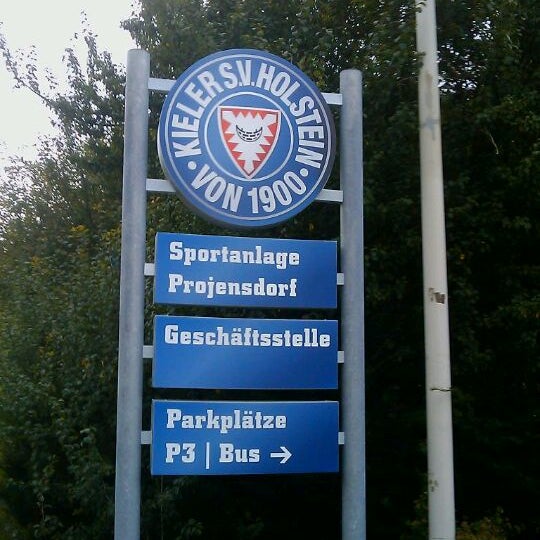 KIELER S.V. HOLSTEIN
• VON 1900 •
Sportanlage
Projensdorf
Geschäftsstelle
Parkplätze
P3 | Bus →